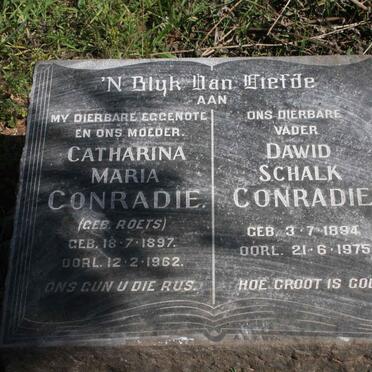 'N Blyk Van Liefde
AAN
MY DIERBARE EGGENOTE
EN ONS MOEDER.
CATHARINA
MARIA
CONRADIE.
(GEB. ROETS)
GEB. 18-7-1897.
OORL. 12-2-1962.
ONS GUN U DIE RUS.
ONS DIERBARE
VADER
DAWID
SCHALK
CONRADIE
GEB. 3-7-1894
OORL. 21-6-1975
HOE GROOT IS GOD